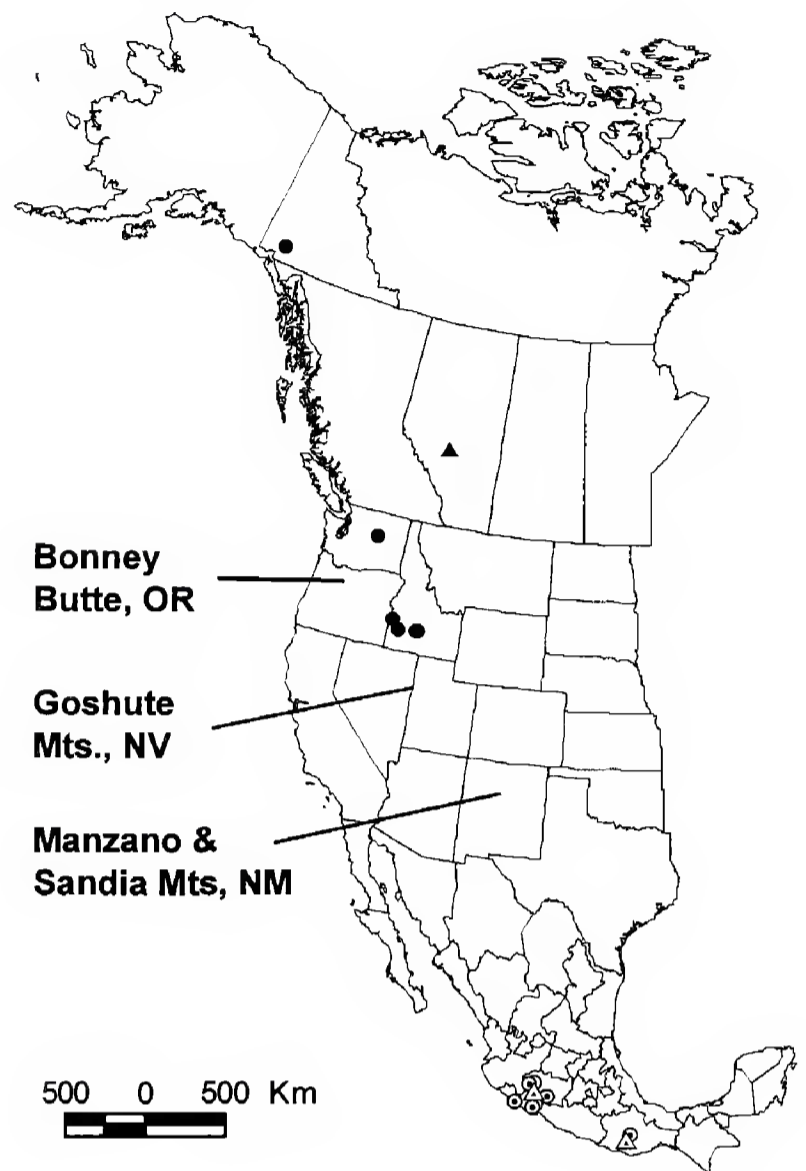 Bonney
Butte, OR
Goshute
Mts., NV
Manzano &
Sandia Mts, NM
500 0 500 Km